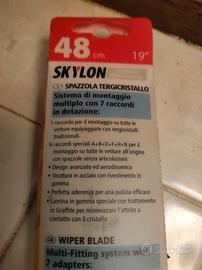 48 cm 19"
SKYLON
SPAZZOLA TERGICRISTALLO
Sistema di montaggio
multiplo con 7 raccordi
in dotazione:
1 raccordo per il montaggio su tutte le
vetture equipaggiate con tergicristalli
tradizionali
6 raccordi speciali A+B+D+F+H+N per
il montaggio su tutte le vetture all'origine
con spazzole senza articolazioni
• Design avanzato ed aerodinamico
• Struttura in acciaio con rivestimento in
gomma
• Perfetta aderenza per una pulizia efficace
• Lamina in gomma speciale con trattamento
in Graffite per minimizzare l'attrito a
contatto con il cristallo
WIPER BLADE
Multi-Fitting system with
7 adapters: